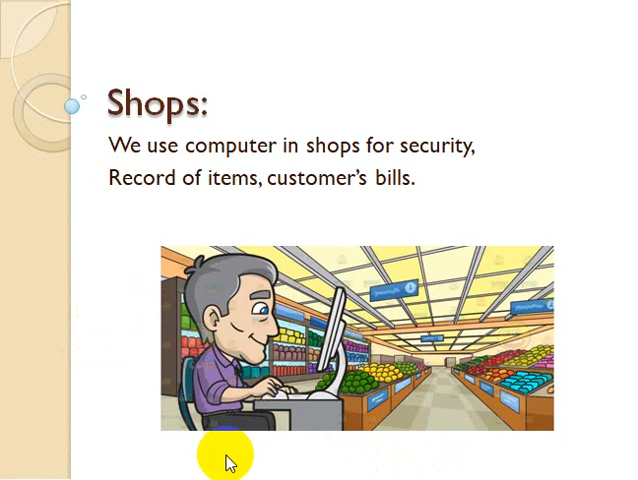 Shops:
We use computer in shops for security,
Record of items, customer's bills.